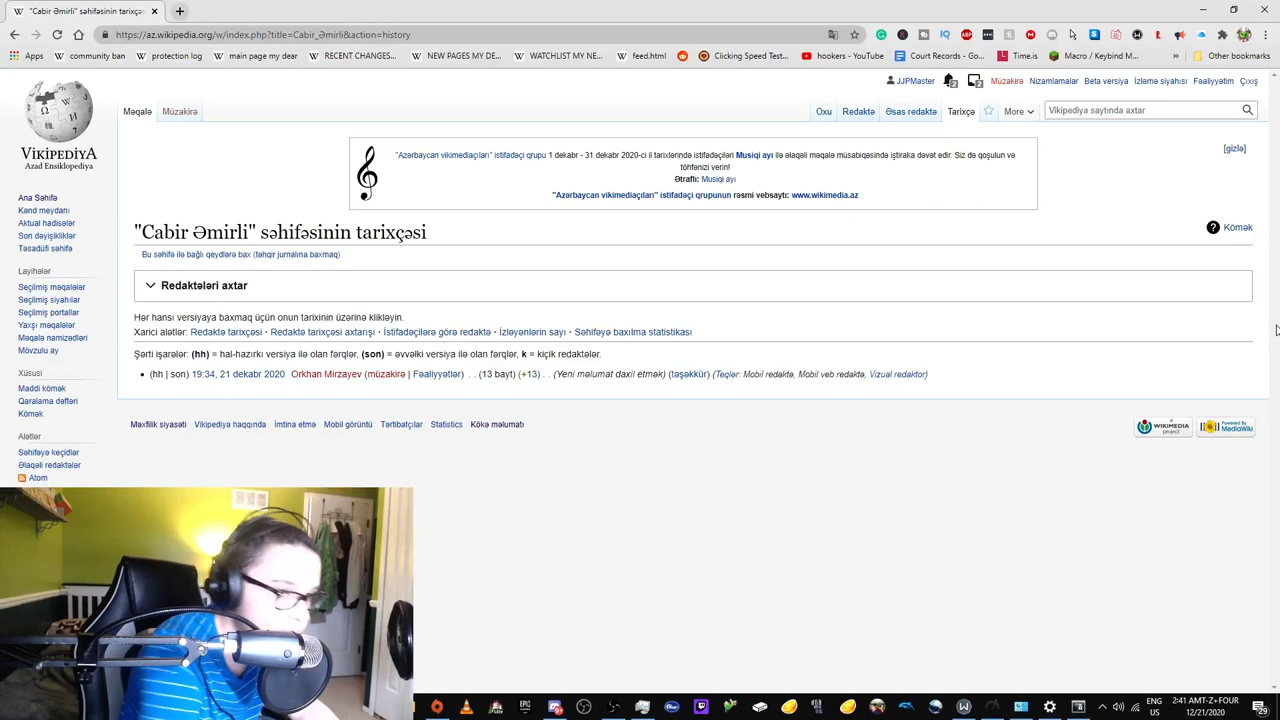 "Cabir Əmirli" səhifəsinin tarixçəs
https://az.wikipedia.org/w/index.php?title=Cabir_Əmirli&action=history
Apps
community ban
main page my dear
RECENT CHANGES...
NEW PAGES MY DE...
WATCHLIST MY NE...
feed.html
Clicking Speed Test...
hookers - YouTube
Court Records - Go...
Time.is
Macro / Keybind M...
Other bookmarks
JJPMaster
2
2
Müzakirə
Nizamlamalar
Beta versiya
İzləmə siyahısı
Fəaliyyətim
Çıxış
VİKİPEDİYA
Azad Ensiklopediya
Məqalə
Müzakirə
Oxu
Redaktə
Əsas redaktə
Tarixçə
More
Vikipediya saytında axtar
"Azərbaycan vikimediaçıları" istifadəçi qrupu 1 dekabr - 31 dekabr 2020-ci il tarixlərində istifadəçiləri Musiqi ayı ilə əlaqəli məqalə müsabiqəsində iştiraka dəvət edir. Siz də qoşulun və
töhfənizi verin!
Ətraflı: Musiqi ayı
"Azərbaycan vikimediaçıları" istifadəçi qrupunun rəsmi vebsaytı: www.wikimedia.az
[gizlə]
"Cabir Əmirli" səhifəsinin tarixçəsi
Kömək
Bu səhifə ilə bağlı qeydlərə bax (təhqir jurnalına baxmaq)
Redaktələri axtar
Hər hansı versiyaya baxmaq üçün onun tarixinin üzərinə klikləyin.
Xarici alətlər: Redaktə tarixçəsi · Redaktə tarixçəsi axtarışı · İstifadəçilərə görə redaktə · İzləyənlərin sayı · Səhifəyə baxılma statistikası
Şərti işarələr: (hh) = hal-hazırkı versiya ilə olan fərqlər, (son) = əvvəlki versiya ilə olan fərqlər, k = kiçik redaktələr.
• (hh | son) 19:34, 21 dekabr 2020 Orkhan Mirzayev (müzakirə | Fəaliyyətlər) . . (13 bayt) (+13) . . (Yeni məlumat daxil etmək) (təşəkkür) (Teqlər: Mobil redaktə, Mobil veb redaktə, Vizual redaktor)
Məxfilik siyasəti
Vikipediya haqqında
İmtina etmə
Mobil görüntü
Tərtibatçılar
Statistics
Kökə məlumatı
A WIKIMEDIA project
Powered By MediaWiki
Ana Səhifə
Kənd meydanı
Aktual hadisələr
Son dəyişikliklər
Təsadüfi səhifə
Layihələr
Seçilmiş məqalələr
Seçilmiş siyahılar
Seçilmiş portallar
Yaxşı məqalələr
Məqalə namizədləri
Mövzulu ay
Xüsusi
Maddi kömək
Qaralama dəftəri
Kömək
Alətlər
Səhifəyə keçidlər
Əlaqəli redaktələr
Atom
ENG
US
2:41 AMT-Z+FOUR
12/21/2020